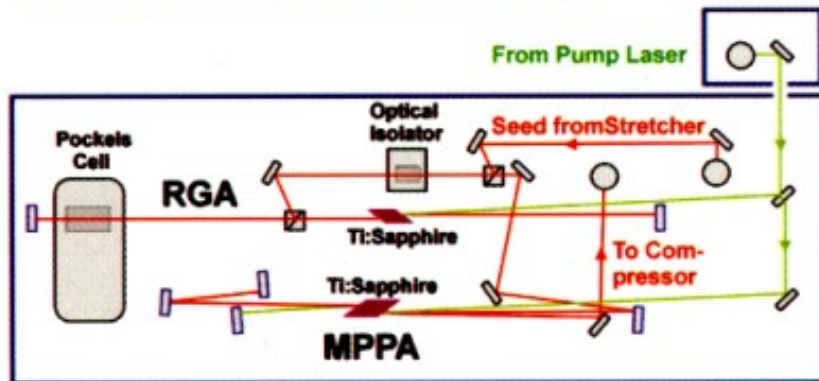 From Pump Laser
Optical
Isolator
Seed fromStretcher
Pockels
Cell
RGA
Ti:Sapphire
To Com-
pressor
Ti:Sapphire
MPPA